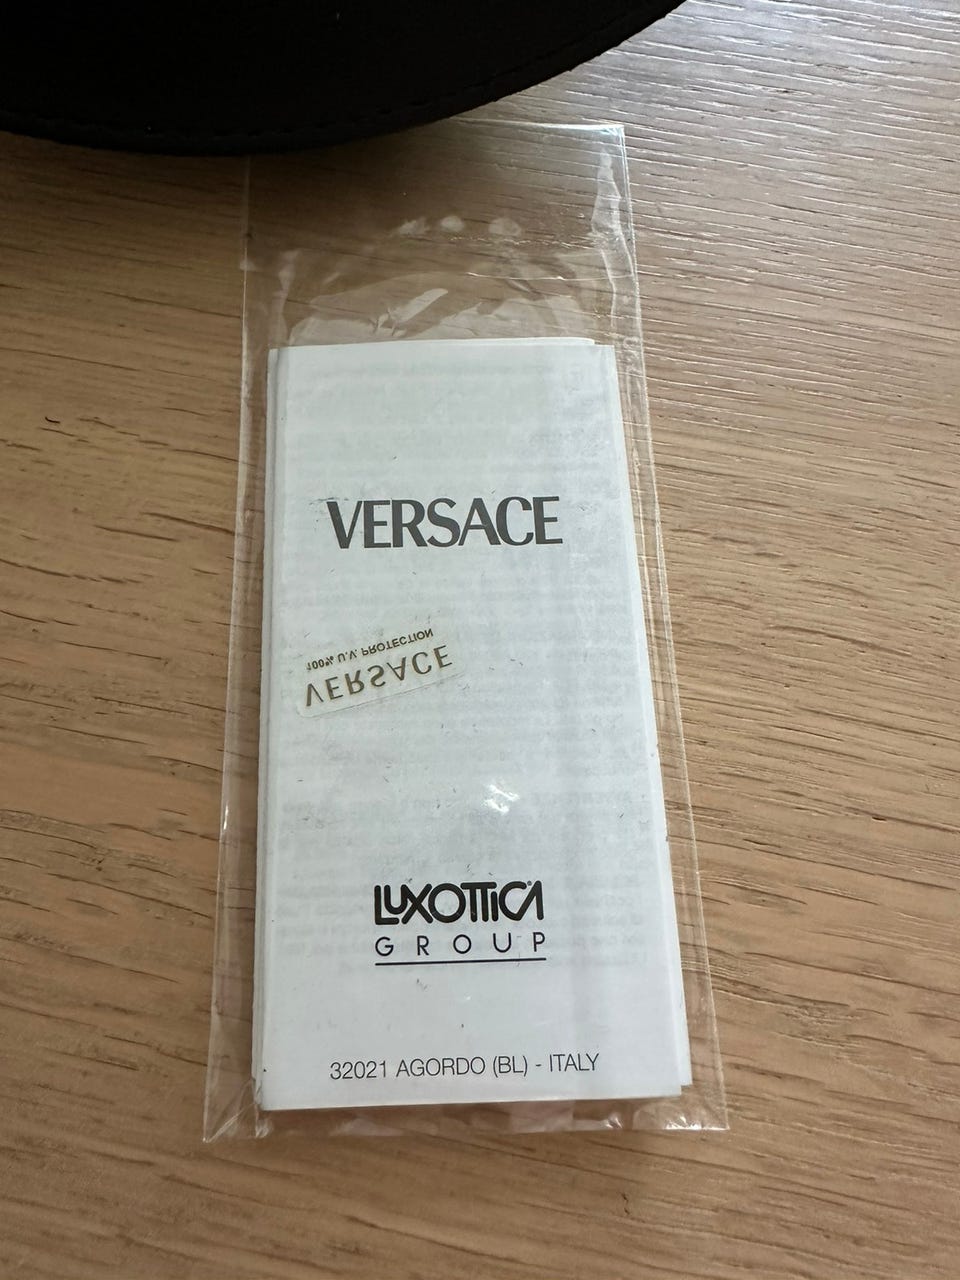 VERSACE
100% U.V. PROTECTION
VERSACE
LUXOTTICA
GROUP
32021 AGORDO (BL) - ITALY